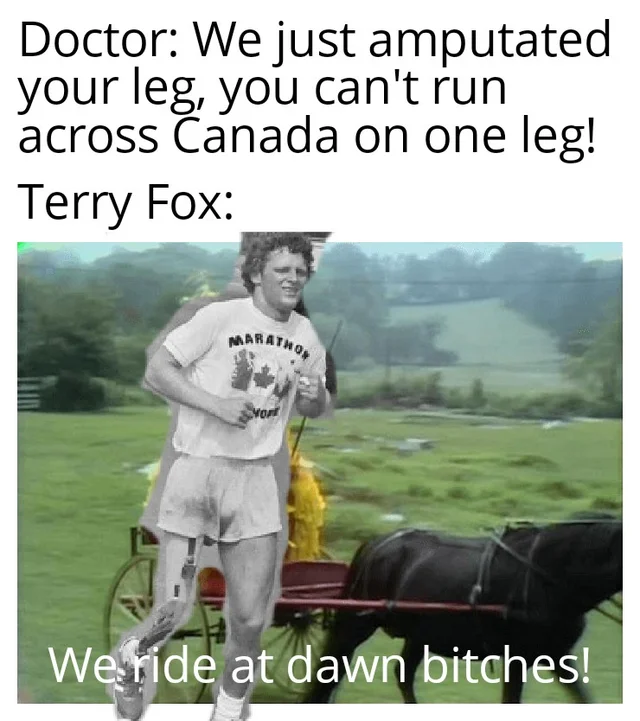 Doctor: We just amputated
your leg, you can't run
across Canada on one leg!
Terry Fox:
MARATHON
HOPE
We ride at dawn bitches!